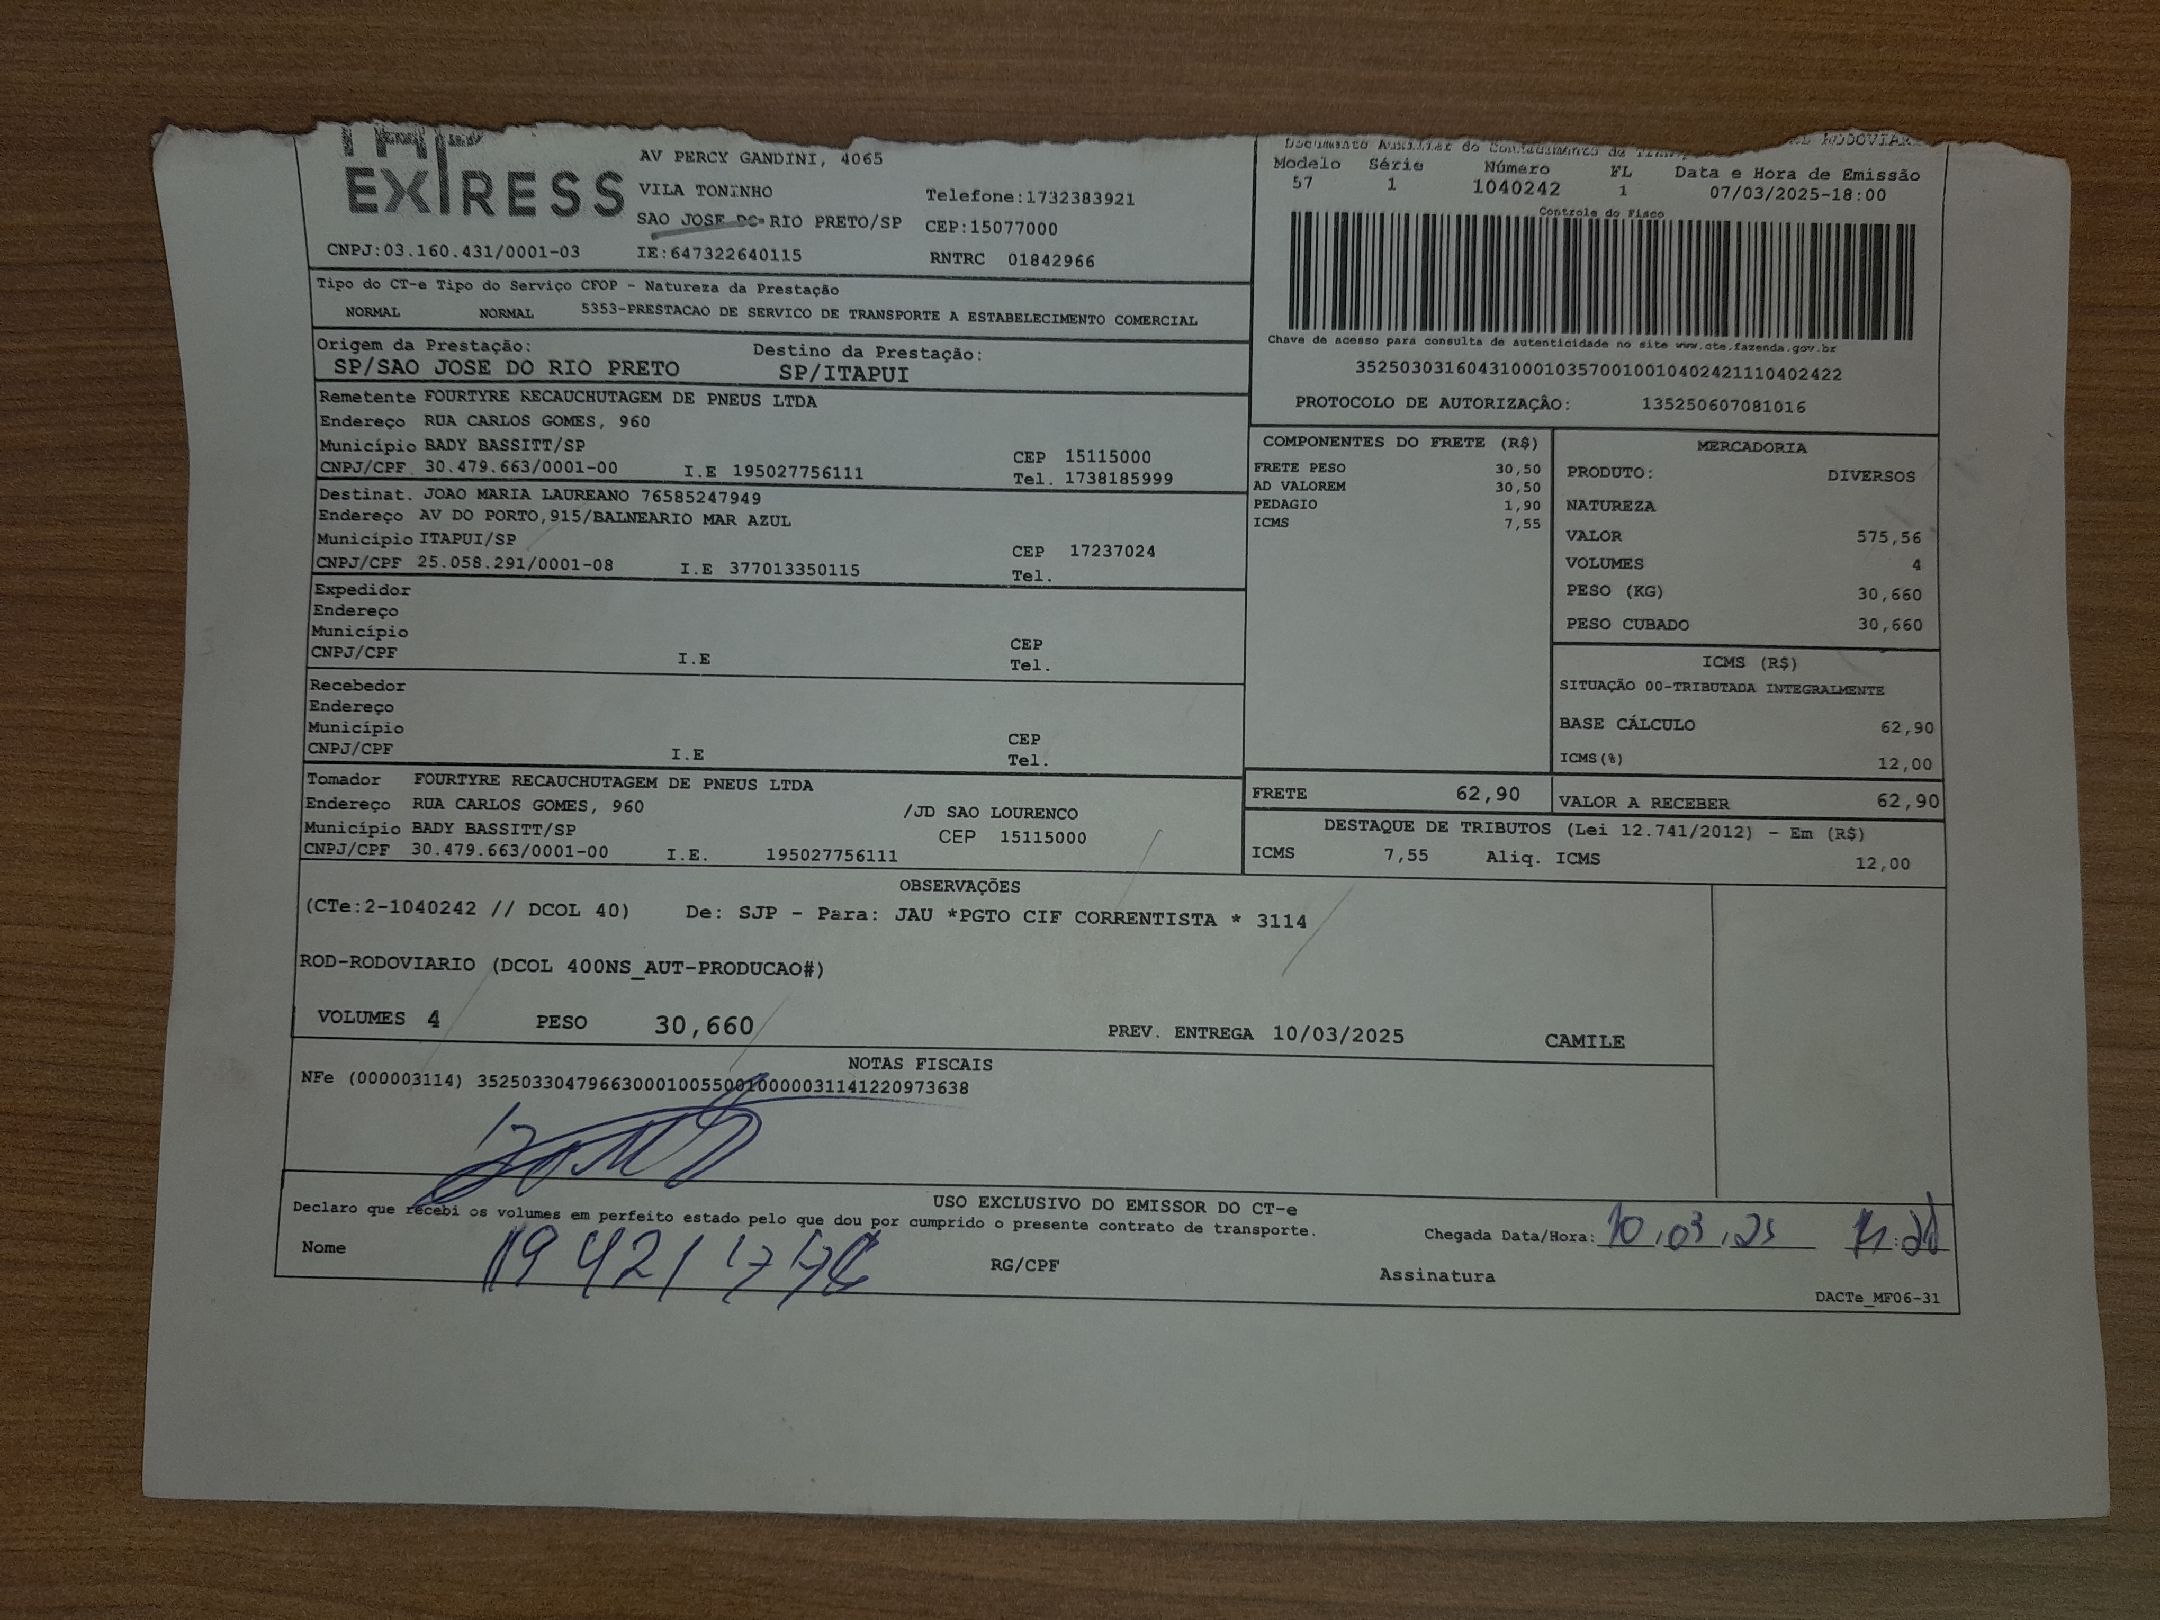 EXPRESS
AV PERCY GANDINI, 4065
VILA TONINHO
Telefone:1732383921
SAO JOSE DO RIO PRETO/SP
CEP:15077000
CNPJ:03.160.431/0001-03
IE:647322640115
RNTRC 01842966
Documento Auxiliar do Conhecimento de
RODOVIAR
Modelo Série Número FL Data e Hora de Emissão
57 1 1040242 1 07/03/2025-18:00
Controle do Fisco
Chave de acesso para consulta de autenticidade no site www.cte.fazenda.gov.br
35250303160431000103570010010402421110402422
PROTOCOLO DE AUTORIZAÇÂO: 135250607081016
Tipo do CT-e Tipo do Serviço CFOP - Natureza da Prestação
NORMAL NORMAL 5353-PRESTACAO DE SERVICO DE TRANSPORTE A ESTABELECIMENTO COMERCIAL
Origem da Prestação: Destino da Prestação:
SP/SAO JOSE DO RIO PRETO SP/ITAPUI
Remetente FOURTYRE RECAUCHUTAGEM DE PNEUS LTDA
Endereço RUA CARLOS GOMES, 960
Município BADY BASSITT/SP CEP 15115000
CNPJ/CPF 30.479.663/0001-00 I.E 195027756111 Tel. 1738185999
Destinat. JOAO MARIA LAUREANO 76585247949
Endereço AV DO PORTO,915/BALNEARIO MAR AZUL
Município ITAPUI/SP CEP 17237024
CNPJ/CPF 25.058.291/0001-08 I.E 377013350115 Tel.
Expedidor
Endereço
Município CEP
CNPJ/CPF I.E Tel.
Recebedor
Endereço
Município CEP
CNPJ/CPF I.E Tel.
Tomador FOURTYRE RECAUCHUTAGEM DE PNEUS LTDA
Endereço RUA CARLOS GOMES, 960 /JD SAO LOURENCO
Município BADY BASSITT/SP CEP 15115000
CNPJ/CPF 30.479.663/0001-00 I.E. 195027756111
COMPONENTES DO FRETE (R$)
FRETE PESO 30,50
AD VALOREM 30,50
PEDAGIO 1,90
ICMS 7,55
MERCADORIA
PRODUTO: DIVERSOS
NATUREZA
VALOR 575,56
VOLUMES 4
PESO (KG) 30,660
PESO CUBADO 30,660
ICMS (R$)
SITUAÇÃO 00-TRIBUTADA INTEGRALMENTE
BASE CÁLCULO 62,90
ICMS(%) 12,00
FRETE 62,90 VALOR A RECEBER 62,90
DESTAQUE DE TRIBUTOS (Lei 12.741/2012) - Em (R$)
ICMS 7,55 Aliq. ICMS 12,00
OBSERVAÇÕES
(CTe:2-1040242 // DCOL 40) De: SJP - Para: JAU *PGTO CIF CORRENTISTA * 3114
ROD-RODOVIARIO (DCOL 400NS_AUT-PRODUCAO#)
VOLUMES 4 PESO 30,660 PREV. ENTREGA 10/03/2025 CAMILE
NOTAS FISCAIS
NFe (000003114) 35250330479663000100550010000031141220973638
USO EXCLUSIVO DO EMISSOR DO CT-e
Declaro que recebi os volumes em perfeito estado pelo que dou por cumprido o presente contrato de transporte.
Chegada Data/Hora: 10.03.25
Nome RG/CPF Assinatura
DACTe_MF06-31